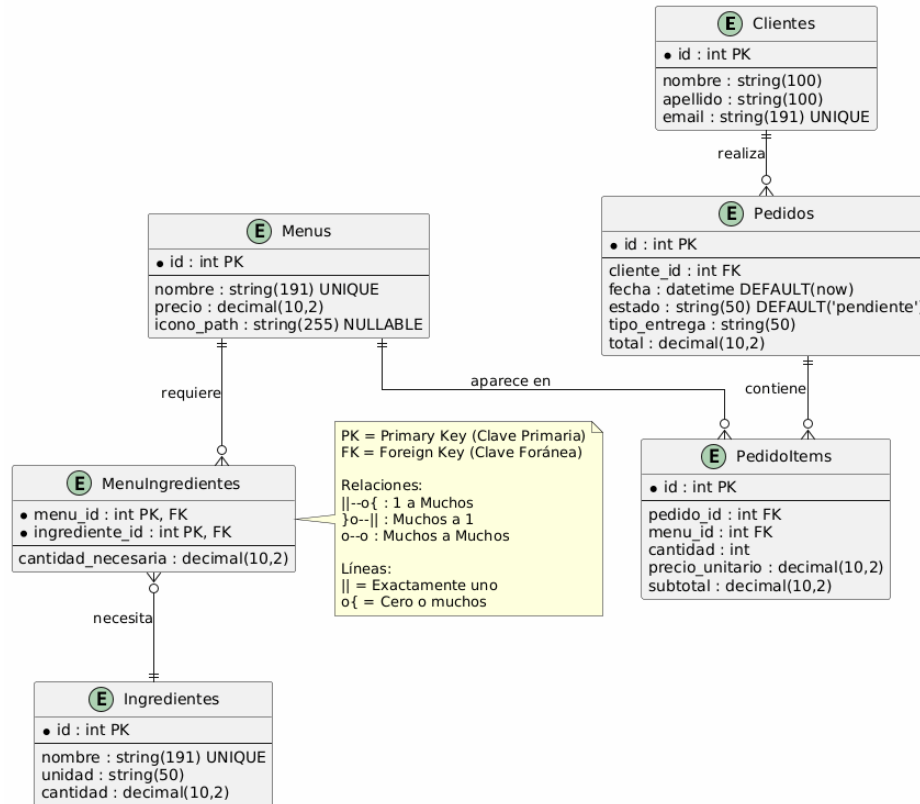 E Clientes
id : int PK
nombre : string(100)
apellido : string(100)
email : string(191) UNIQUE
realiza
E Pedidos
id : int PK
cliente_id : int FK
fecha : datetime DEFAULT(now)
estado : string(50) DEFAULT('pendiente')
tipo_entrega : string(50)
total : decimal(10,2)
E Menus
id : int PK
nombre : string(191) UNIQUE
precio : decimal(10,2)
icono_path : string(255) NULLABLE
requiere
aparece en
contiene
E MenuIngredientes
menu_id : int PK, FK
ingrediente_id : int PK, FK
cantidad_necesaria : decimal(10,2)
PK = Primary Key (Clave Primaria)
FK = Foreign Key (Clave Foránea)
Relaciones:
||--o{ : 1 a Muchos
}o--|| : Muchos a 1
o--o : Muchos a Muchos
Líneas:
|| = Exactamente uno
o{ = Cero o muchos
E PedidoItems
id : int PK
pedido_id : int FK
menu_id : int FK
cantidad : int
precio_unitario : decimal(10,2)
subtotal : decimal(10,2)
necesita
E Ingredientes
id : int PK
nombre : string(191) UNIQUE
unidad : string(50)
cantidad : decimal(10,2)